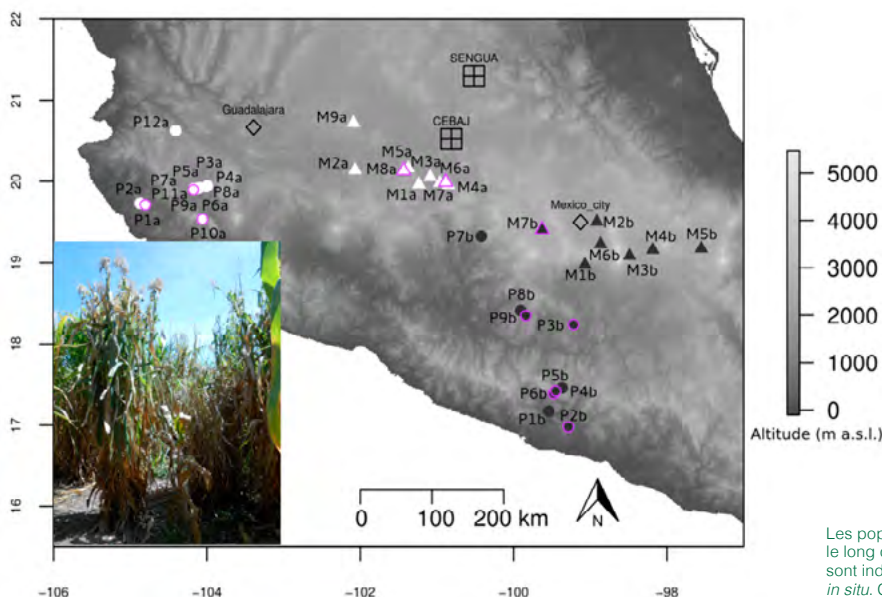 22
21
20
19
18
17
16
SENGUA
Guadalajara
CEBAJ
P12a
M9a
M5a
M3a
P3a
P5a
P4a
M2a
M8a
M6a
P2a
P7a
P11a
P8a
M1a
M7a
M4a
P1a
P9a
P6a
P10a
Mexico_city
M7b
M2b
P7b
M4b
M5b
M6b
M1b
M3b
P8b
P9b
P3b
P5b
P6b
P4b
P1b
P2b
5000
4000
3000
2000
1000
0
Altitude (m a.s.l.)
0 100 200 km
N
-106 -104 -102 -100 -98
Les pop
le long
sont ind
in situ.